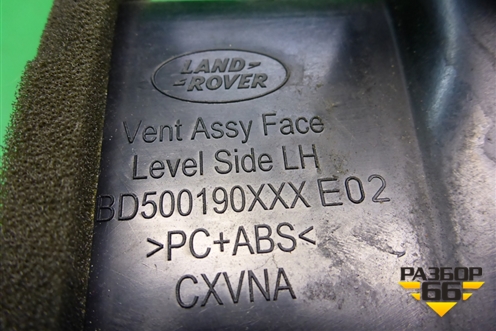 LAND-
-ROVER
Vent Assy Face
Level Side LH
BD500190XXX E02
>PC+ABS<
CXVNA
РАЗБОР
66